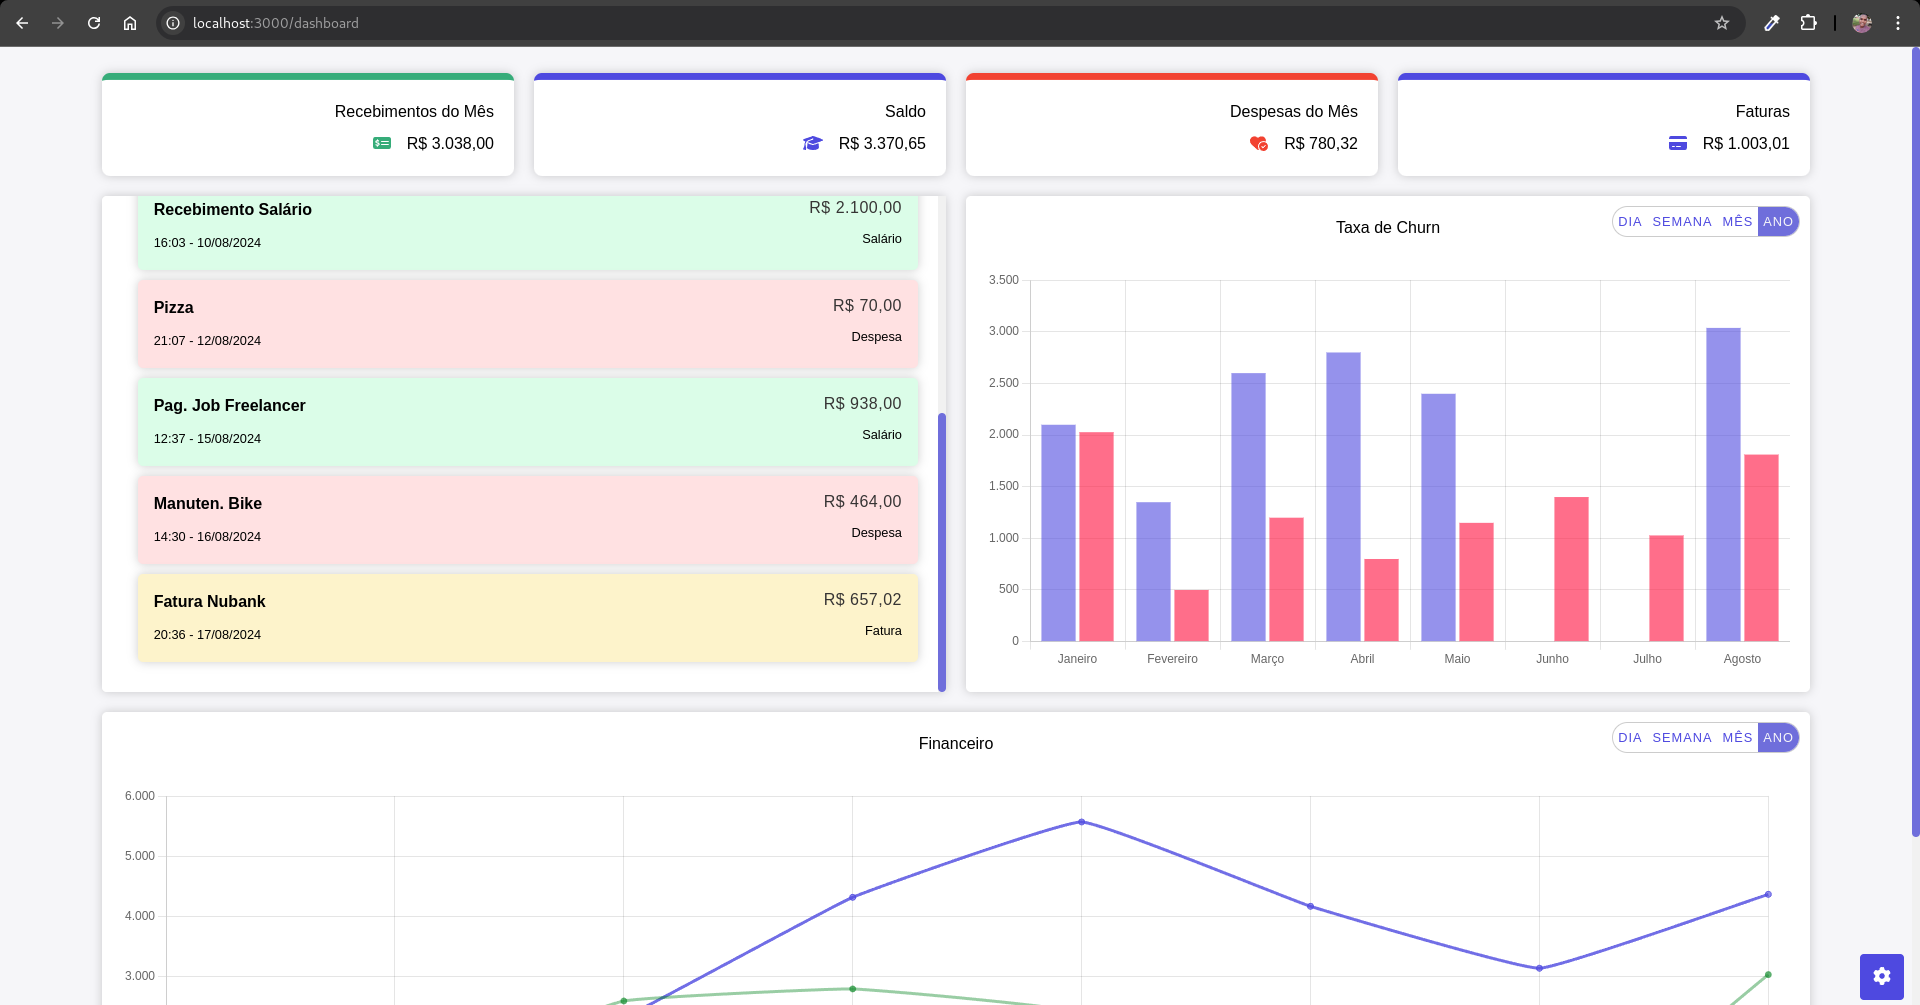 localhost:3000/dashboard
Recebimentos do Mês
R$ 3.038,00
Saldo
R$ 3.370,65
Despesas do Mês
R$ 780,32
Faturas
R$ 1.003,01
Recebimento Salário
R$ 2.100,00
16:03 - 10/08/2024
Salário
Pizza
R$ 70,00
21:07 - 12/08/2024
Despesa
Pag. Job Freelancer
R$ 938,00
12:37 - 15/08/2024
Salário
Manuten. Bike
R$ 464,00
14:30 - 16/08/2024
Despesa
Fatura Nubank
R$ 657,02
20:36 - 17/08/2024
Fatura
Taxa de Churn
DIA SEMANA MÊS ANO
3.500
3.000
2.500
2.000
1.500
1.000
500
0
Janeiro Fevereiro Março Abril Maio Junho Julho Agosto
Financeiro
DIA SEMANA MÊS ANO
6.000
5.000
4.000
3.000